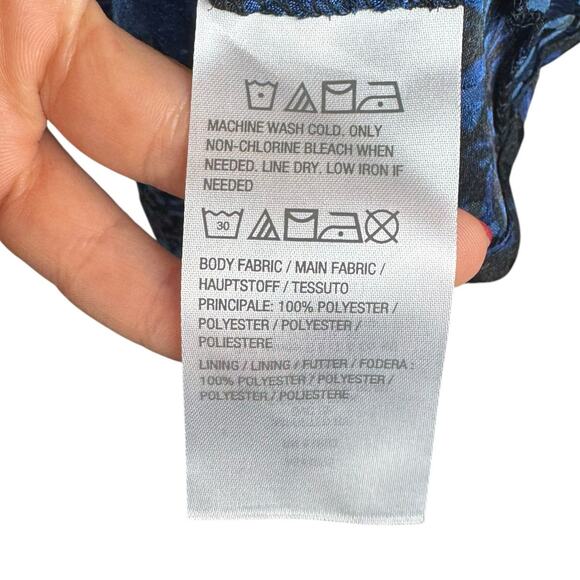 MACHINE WASH COLD. ONLY
NON-CHLORINE BLEACH WHEN
NEEDED. LINE DRY. LOW IRON IF
NEEDED
30
BODY FABRIC / MAIN FABRIC /
HAUPTSTOFF / TESSUTO
PRINCIPALE: 100% POLYESTER /
POLYESTER / POLYESTER /
POLIESTERE
LINING / LINING / FUTTER / FODERA :
100% POLYESTER / POLYESTER /
POLYESTER / POLIESTERE